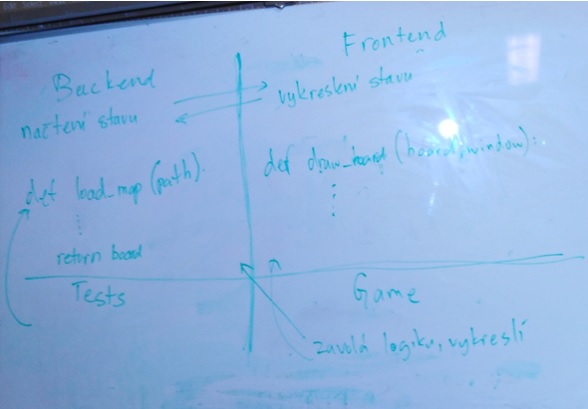 Backend
načtení stavu
def load_map (path):
return board
Frontend
vykreslení stavu
def draw_board (board, window):
Tests
Game
zavolá logiku, vykreslí